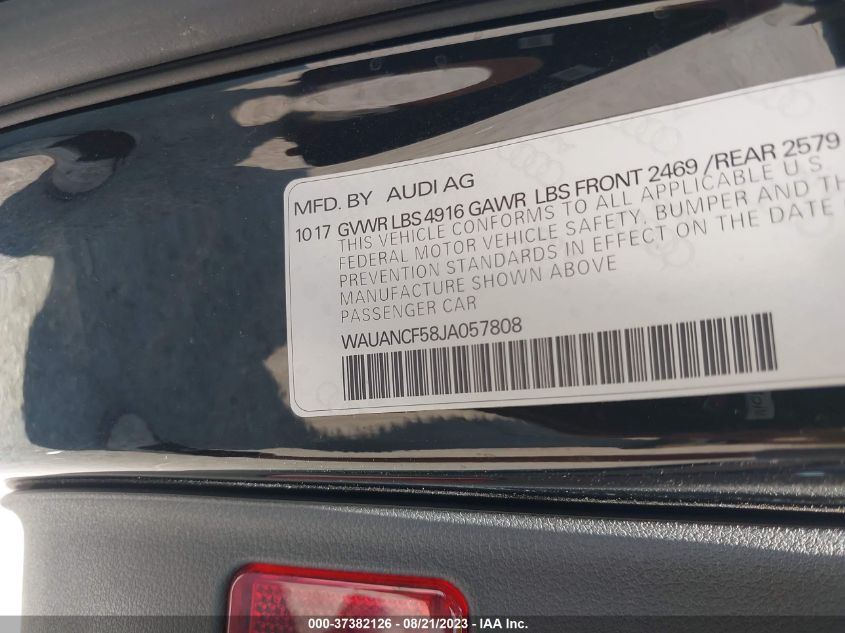 MFD. BY AUDI AG
10 17 GVWR LBS 4916 GAWR LBS FRONT 2469 /REAR 2579
THIS VEHICLE CONFORMS TO ALL APPLICABLE U.S.
FEDERAL MOTOR VEHICLE SAFETY, BUMPER AND TH
PREVENTION STANDARDS IN EFFECT ON THE DATE
MANUFACTURE SHOWN ABOVE
PASSENGER CAR
WAUANCF58JA057808
000-37382126 - 08/21/2023 - IAA Inc.